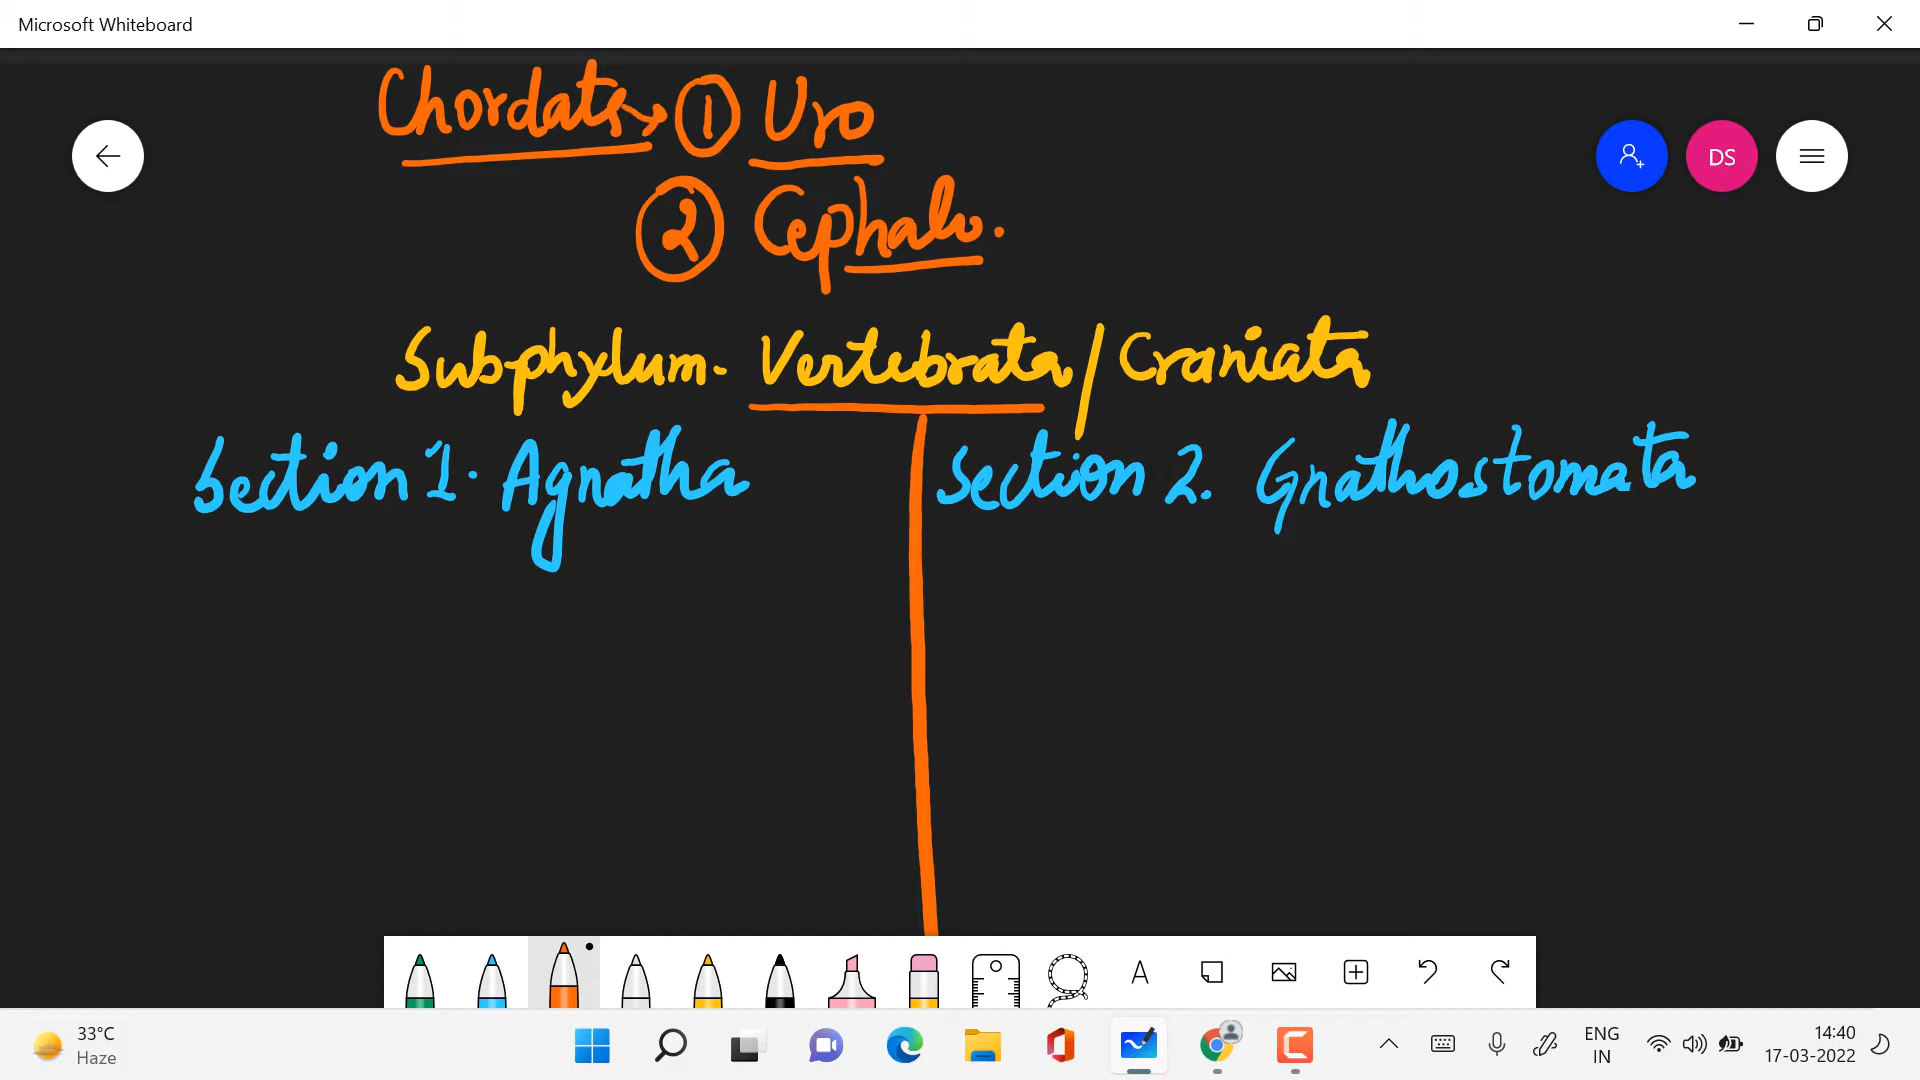 Microsoft Whiteboard
Chordata → ① Uro
② Cephalo.
DS
Subphylum. Vertebrata / Craniata
Section 1. Agnatha
Section 2. Gnathostomata
A
33°C
Haze
ENG
IN
14:40
17-03-2022